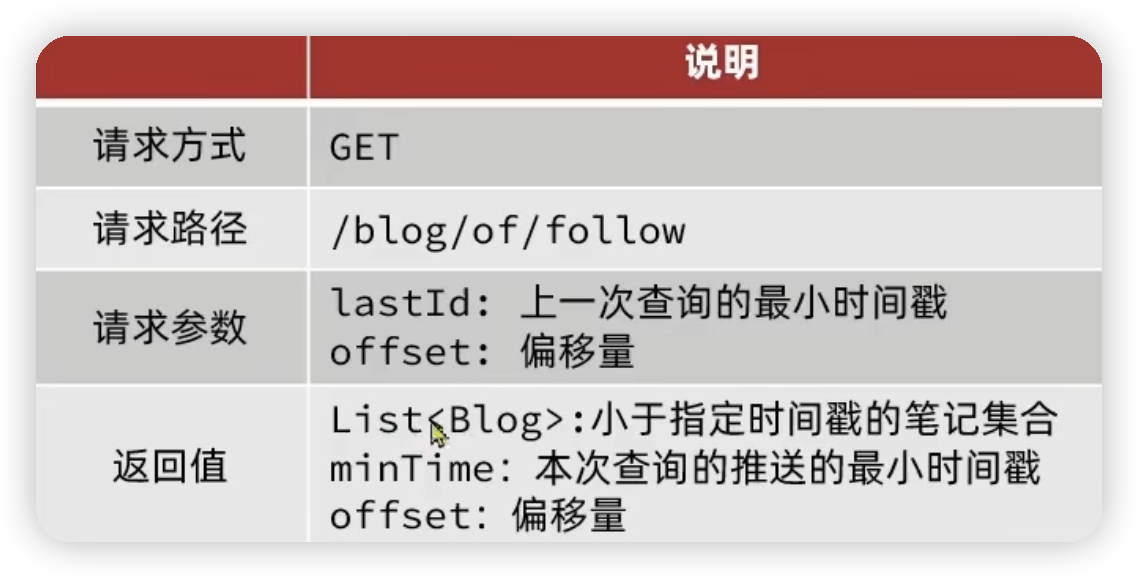 说明
请求方式
GET
请求路径
/blog/of/follow
请求参数
lastId: 上一次查询的最小时间戳
offset: 偏移量
返回值
List<Blog>:小于指定时间戳的笔记集合
minTime: 本次查询的推送的最小时间戳
offset: 偏移量